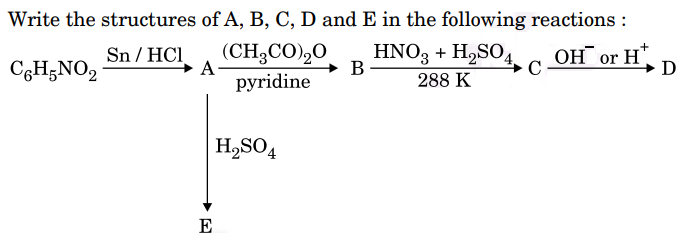 Write the structures of A, B, C, D and E in the following reactions :
C₆H₅NO₂ Sn / HCl A (CH₃CO)₂O pyridine B HNO₃ + H₂SO₄ 288 K C OH⁻ or H⁺ D
H₂SO₄
E